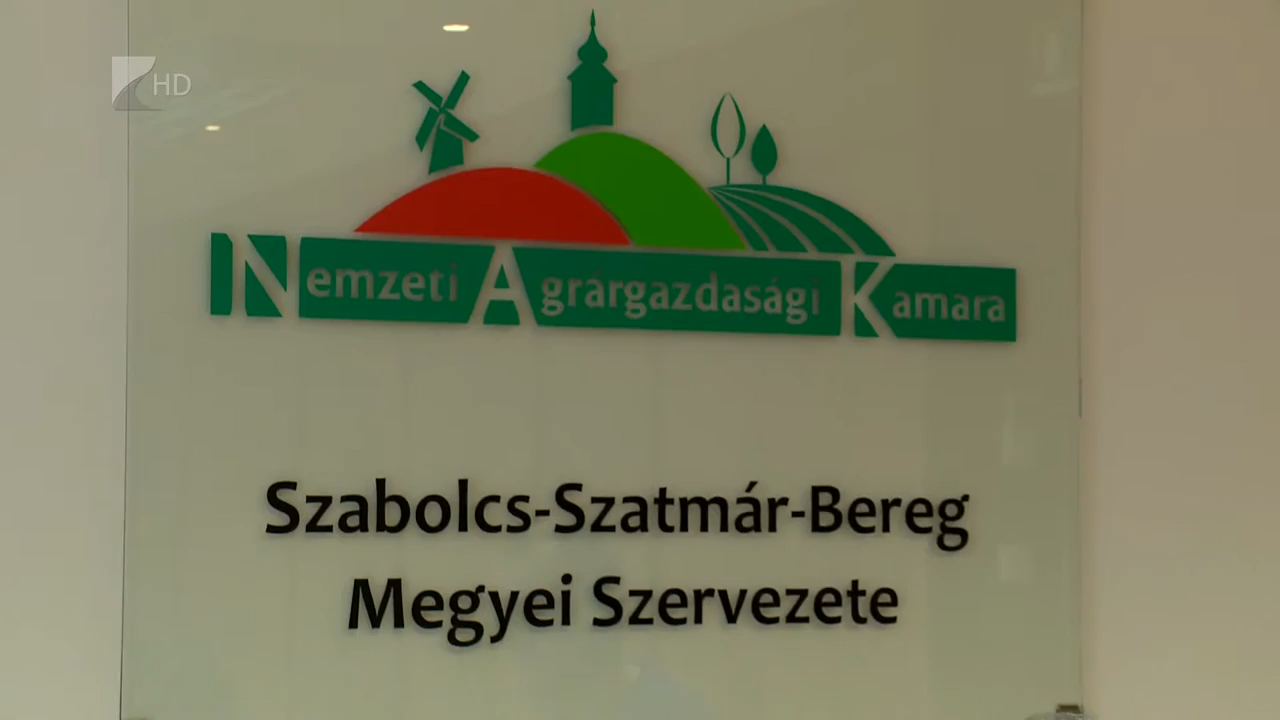 HD
Nemzeti Agrárgazdasági Kamara
Szabolcs-Szatmár-Bereg
Megyei Szervezete